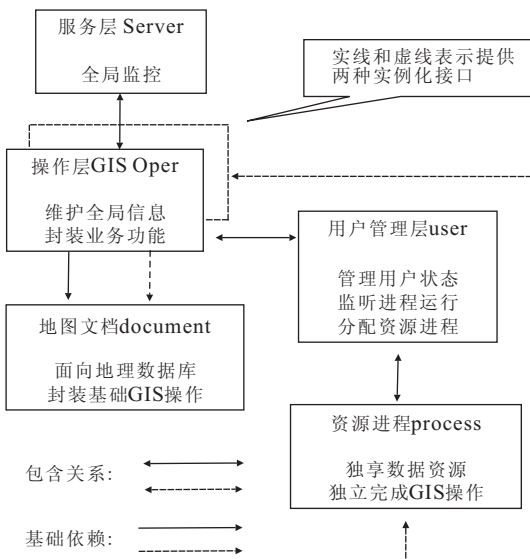 服务层 Server
全局监控
实线和虚线表示提供
两种实例化接口
操作层GIS Oper
维护全局信息
封装业务功能
用户管理层user
管理用户状态
监听进程运行
分配资源进程
地图文档document
面向地理数据库
封装基础GIS操作
资源进程process
独享数据资源
独立完成GIS操作
包含关系:
基础依赖: